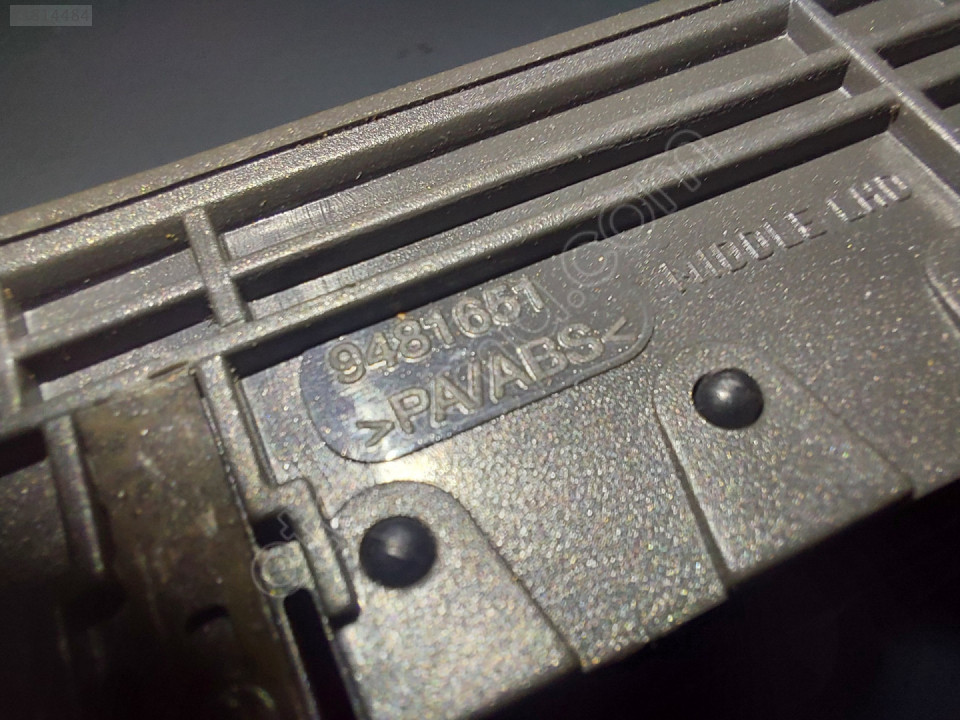 MIDDLE LHD
9481651
>PA/ABS<